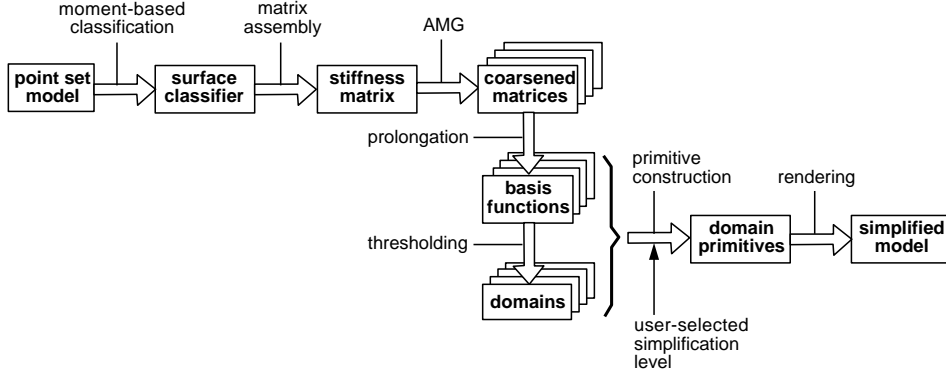 moment-based
classification
matrix
assembly
AMG
point set
model
surface
classifier
stiffness
matrix
coarsened
matrices
prolongation
basis
functions
thresholding
domains
primitive
construction
rendering
domain
primitives
simplified
model
user-selected
simplification
level